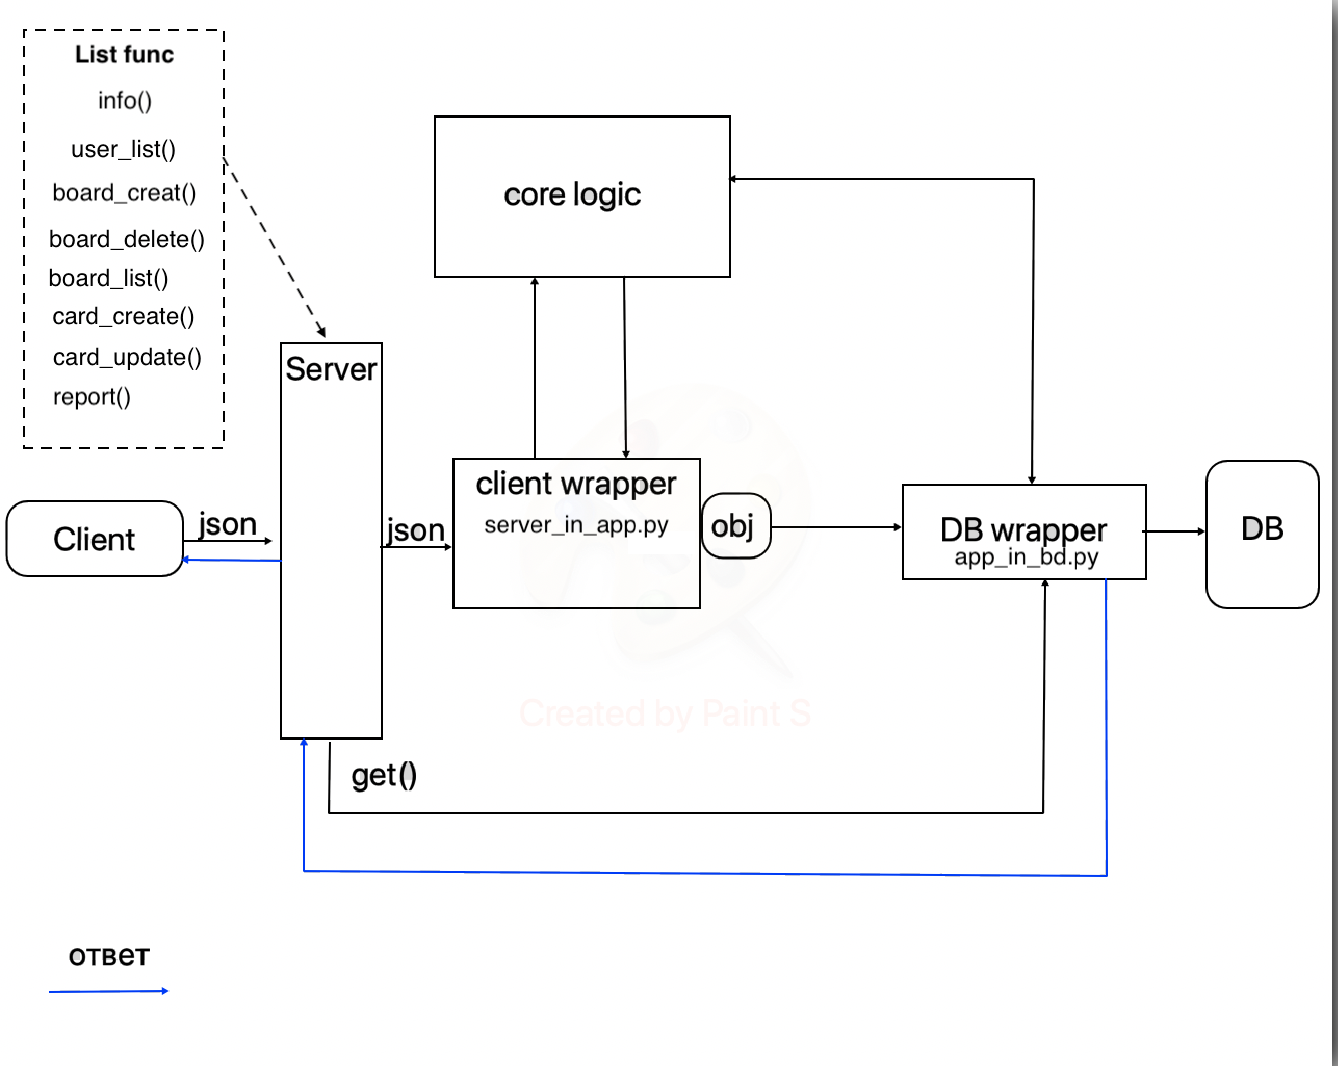 List func
info()
user_list()
board_creat()
board_delete()
board_list()
card_create()
card_update()
report()
core logic
Server
Client
json
json
client wrapper
server_in_app.py
obj
DB wrapper
app_in_bd.py
DB
Created by Paint S
get()
ответ